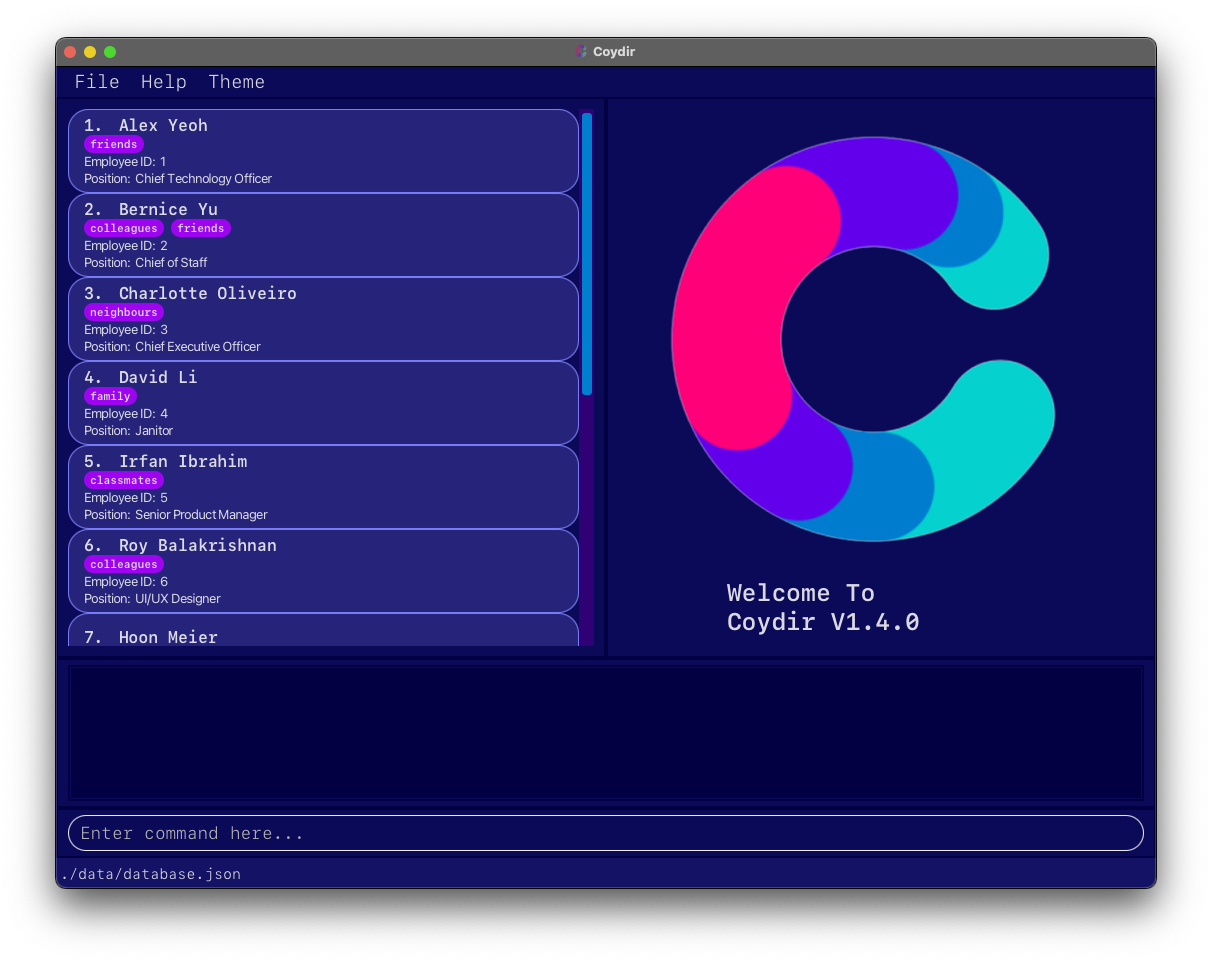 Coydir
File Help Theme
1. Alex Yeoh
friends
Employee ID: 1
Position: Chief Technology Officer
2. Bernice Yu
colleagues friends
Employee ID: 2
Position: Chief of Staff
3. Charlotte Oliveiro
neighbours
Employee ID: 3
Position: Chief Executive Officer
4. David Li
family
Employee ID: 4
Position: Janitor
5. Irfan Ibrahim
classmates
Employee ID: 5
Position: Senior Product Manager
6. Roy Balakrishnan
colleagues
Employee ID: 6
Position: UI/UX Designer
7. Hoon Meier
Welcome To
Coydir V1.4.0
Enter command here...
./data/database.json